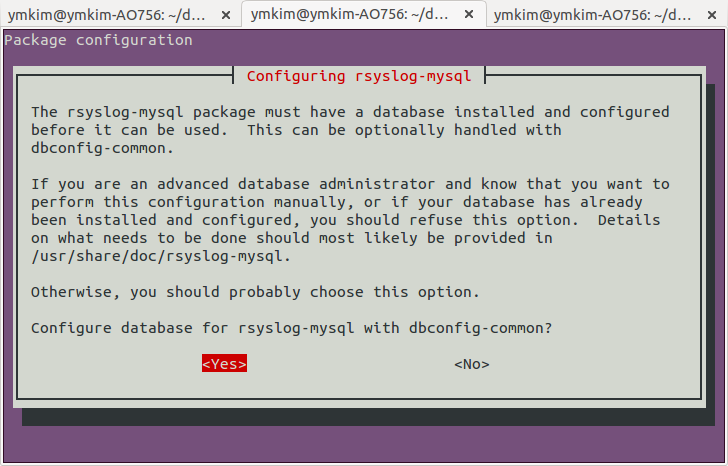 ymkim@ymkim-AO756: ~/d... × ymkim@ymkim-AO756: ~/d... × ymkim@ymkim-AO756: ~/d... ×
Package configuration
Configuring rsyslog-mysql
The rsyslog-mysql package must have a database installed and configured
before it can be used.  This can be optionally handled with
dbconfig-common.
If you are an advanced database administrator and know that you want to
perform this configuration manually, or if your database has already
been installed and configured, you should refuse this option.  Details
on what needs to be done should most likely be provided in
/usr/share/doc/rsyslog-mysql.
Otherwise, you should probably choose this option.
Configure database for rsyslog-mysql with dbconfig-common?
<Yes> <No>